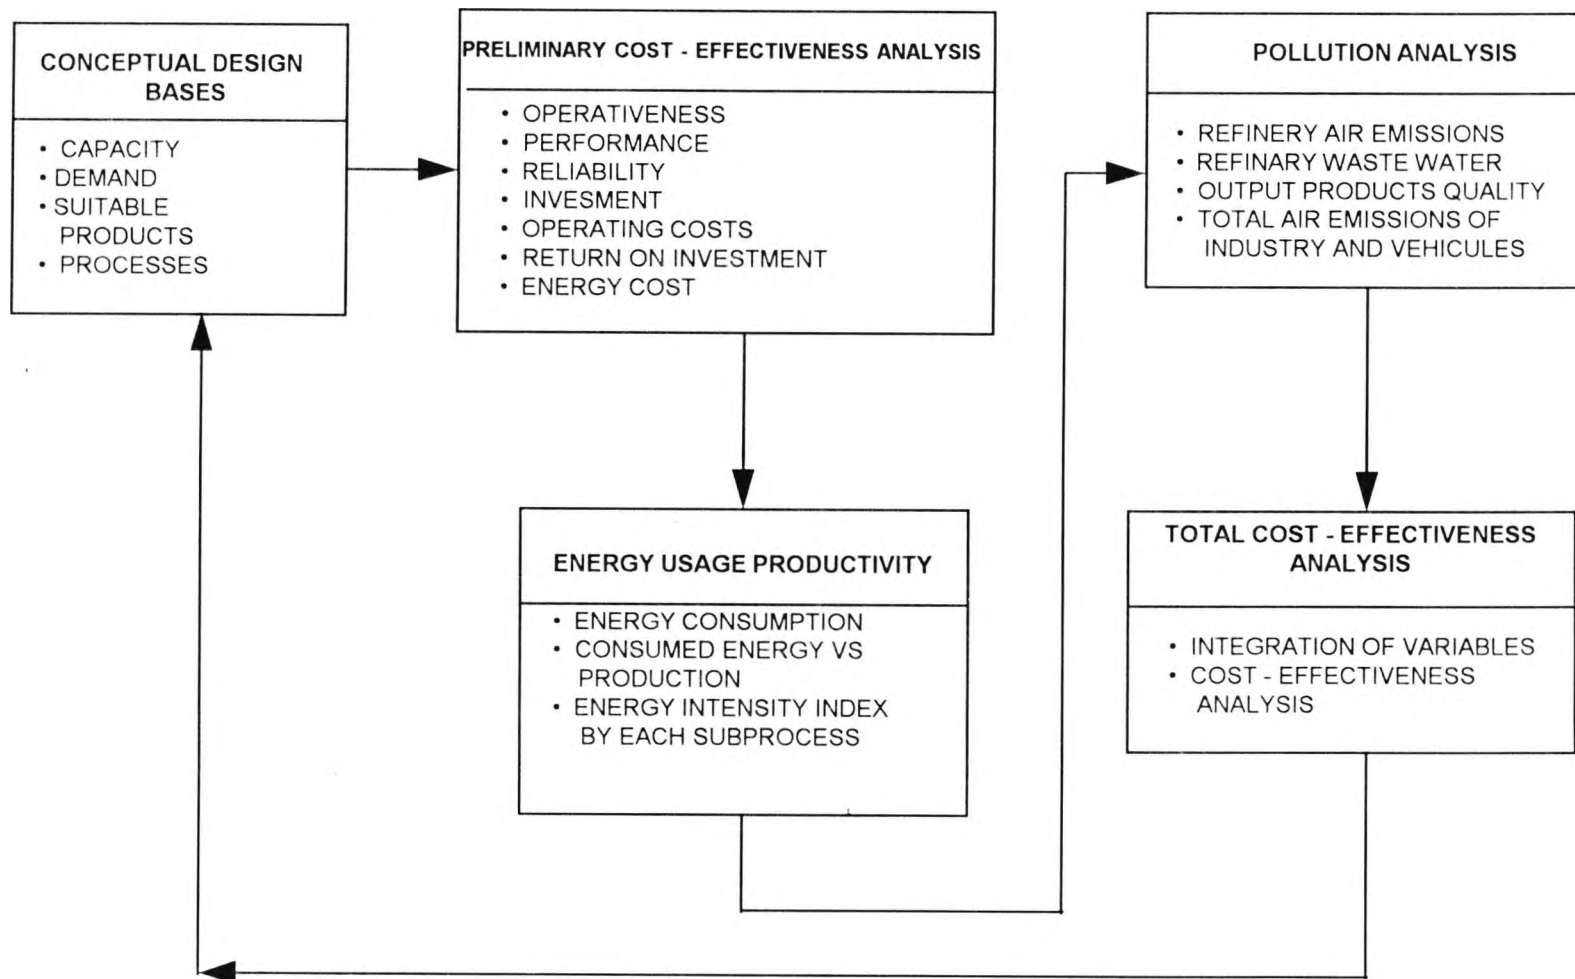 CONCEPTUAL DESIGN
BASES
• CAPACITY
• DEMAND
• SUITABLE
PRODUCTS
• PROCESSES
PRELIMINARY COST - EFFECTIVENESS ANALYSIS
• OPERATIVENESS
• PERFORMANCE
• RELIABILITY
• INVESMENT
• OPERATING COSTS
• RETURN ON INVESTMENT
• ENERGY COST
ENERGY USAGE PRODUCTIVITY
• ENERGY CONSUMPTION
• CONSUMED ENERGY VS
PRODUCTION
• ENERGY INTENSITY INDEX
BY EACH SUBPROCESS
POLLUTION ANALYSIS
• REFINERY AIR EMISSIONS
• REFINARY WASTE WATER
• OUTPUT PRODUCTS QUALITY
• TOTAL AIR EMISSIONS OF
INDUSTRY AND VEHICULES
TOTAL COST - EFFECTIVENESS
ANALYSIS
• INTEGRATION OF VARIABLES
• COST - EFFECTIVENESS
ANALYSIS